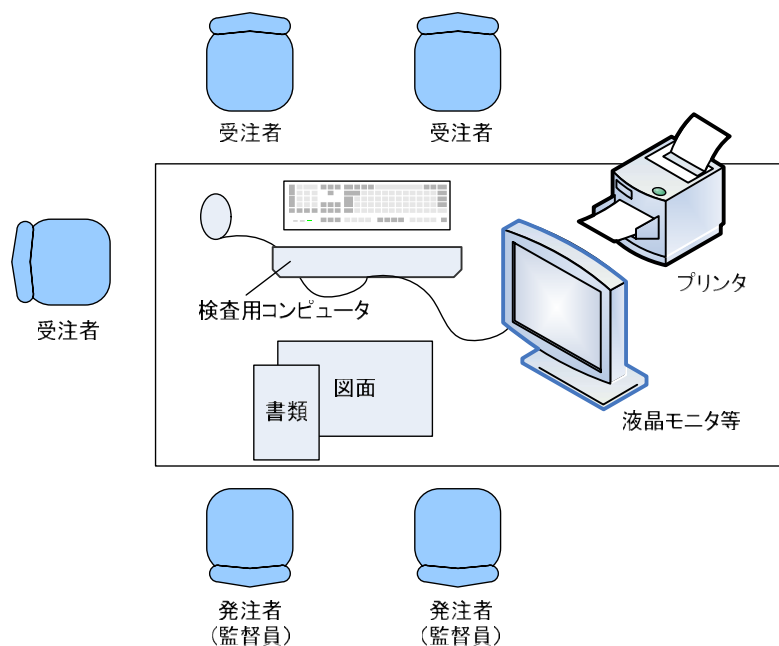 受注者
受注者
受注者
プリンタ
検査用コンピュータ
図面
書類
液晶モニタ等
発注者
(監督員)
発注者
(監督員)